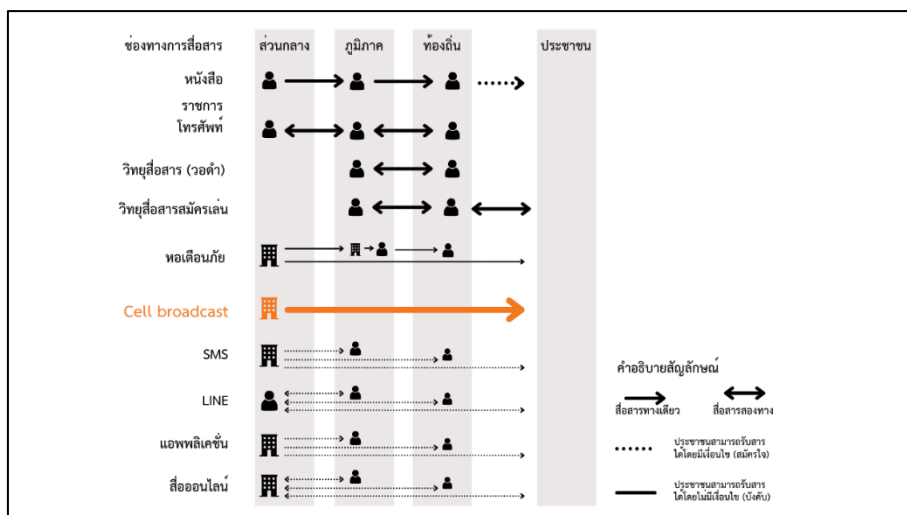 ช่องทางการสื่อสาร ส่วนกลาง ภูมิภาค ท้องถิ่น ประชาชน
หนังสือ
ราชการ
โทรศัพท์
วิทยุสื่อสาร (วอดำ)
วิทยุสื่อสารสมัครเล่น
หอเตือนภัย
Cell broadcast
SMS
LINE
แอพพลิเคชั่น
สื่อออนไลน์
คำอธิบายสัญลักษณ์
สื่อสารทางเดียว สื่อสารสองทาง
ประชาชนสามารถรับสาร
ได้โดยมีเงื่อนไข (สมัครใจ)
ประชาชนสามารถรับสาร
ได้โดยไม่มีเงื่อนไข (บังคับ)